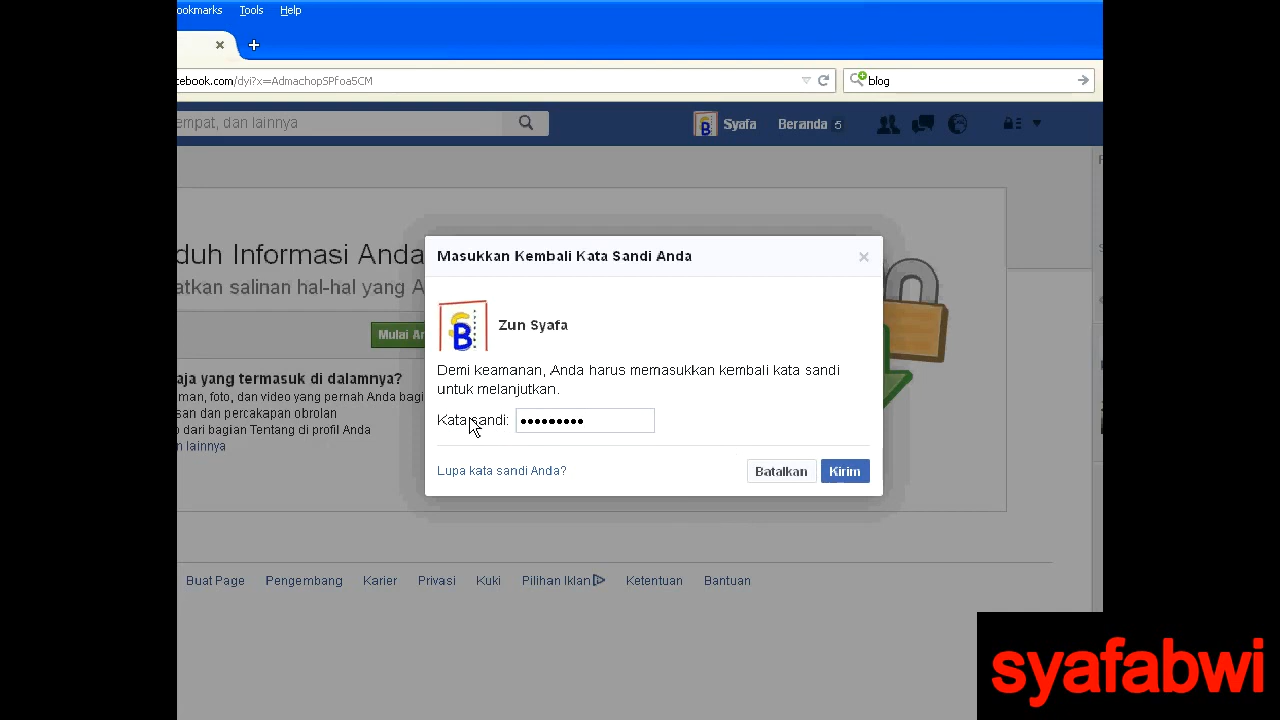 ookmarks Tools Help
cebook.com/dyi?x=AdmachopSPfoa5CM
blog
empat, dan lainnya
Syafa Beranda 5
duh Informasi Anda
atkan salinan hal-hal yang A
Mulai Ar
Masukkan Kembali Kata Sandi Anda
Zun Syafa
Demi keamanan, Anda harus memasukkan kembali kata sandi
untuk melanjutkan.
Kata sandi: •••••••••
Lupa kata sandi Anda? Batalkan Kirim
aja yang termasuk di dalamnya?
man, foto, dan video yang pernah Anda bagi
san dan percakapan obrolan
o dari bagian Tentang di profil Anda
n lainnya
Buat Page Pengembang Karier Privasi Kuki Pilihan Iklan Ketentuan Bantuan
syafabwi